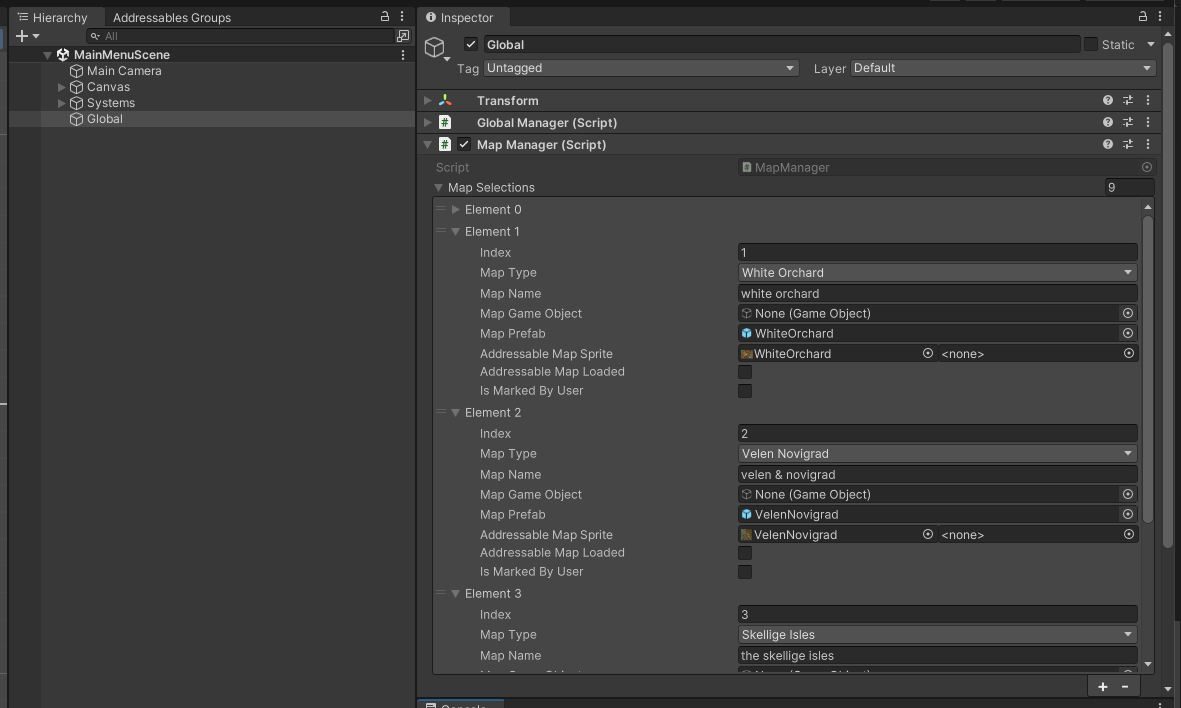 Hierarchy
Addressables Groups
All
MainMenuScene
Main Camera
Canvas
Systems
Global
Inspector
Global
Static
Tag Untagged Layer Default
Transform
Global Manager (Script)
Map Manager (Script)
Script MapManager
Map Selections 9
Element 0
Element 1
Index 1
Map Type White Orchard
Map Name white orchard
Map Game Object None (Game Object)
Map Prefab WhiteOrchard
Addressable Map Sprite WhiteOrchard <none>
Addressable Map Loaded
Is Marked By User
Element 2
Index 2
Map Type Velen Novigrad
Map Name velen & novigrad
Map Game Object None (Game Object)
Map Prefab VelenNovigrad
Addressable Map Sprite VelenNovigrad <none>
Addressable Map Loaded
Is Marked By User
Element 3
Index 3
Map Type Skellige Isles
Map Name the skellige isles
Console